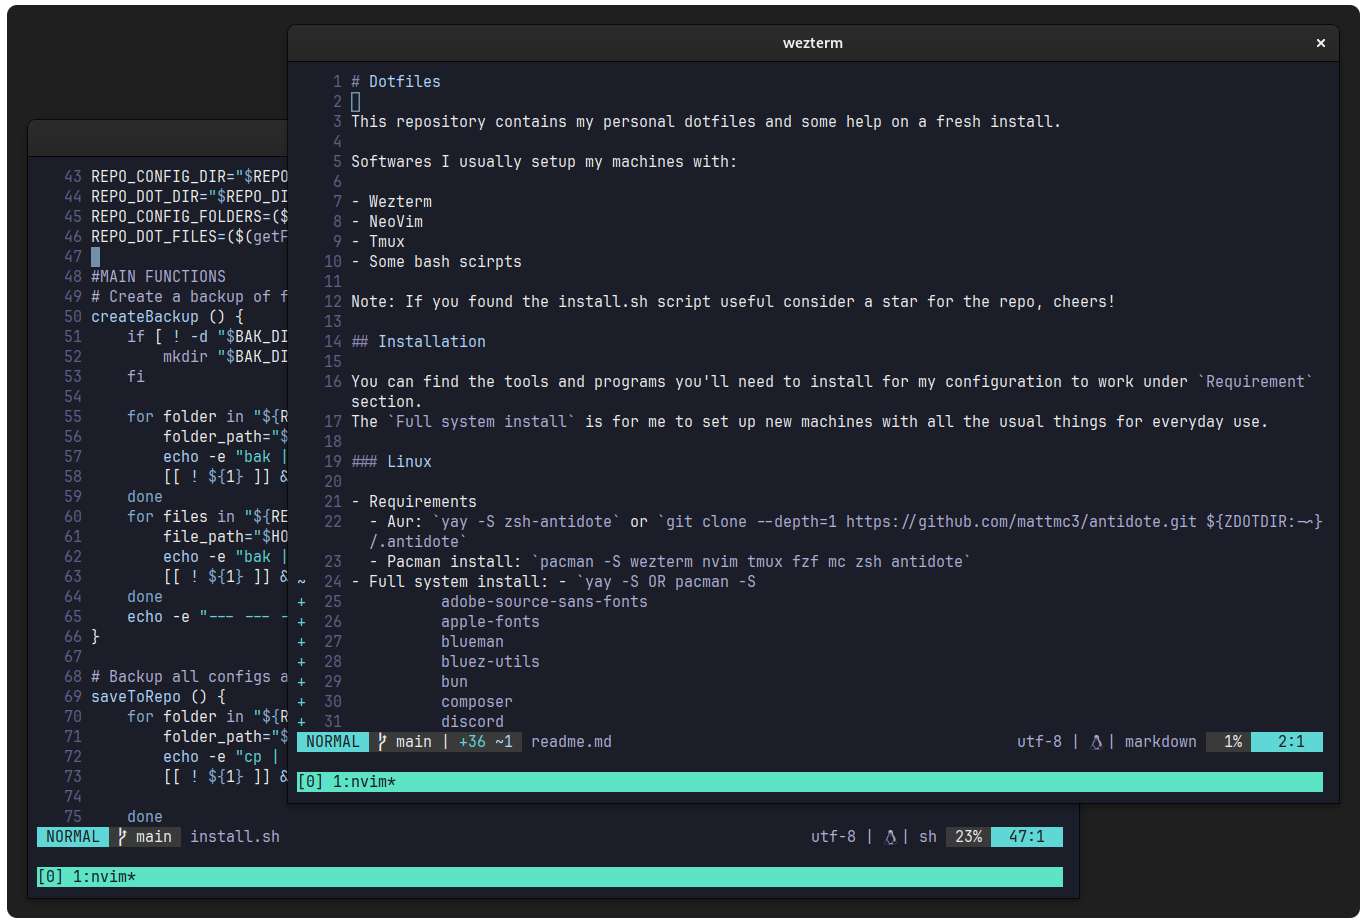 wezterm ×
1 # Dotfiles
2
3 This repository contains my personal dotfiles and some help on a fresh install.
4
5 Softwares I usually setup my machines with:
6
7 - Wezterm
8 - NeoVim
9 - Tmux
10 - Some bash scirpts
11
12 Note: If you found the install.sh script useful consider a star for the repo, cheers!
13
14 ## Installation
15
16 You can find the tools and programs you'll need to install for my configuration to work under `Requirement`
section.
17 The `Full system install` is for me to set up new machines with all the usual things for everyday use.
18
19 ### Linux
20
21 - Requirements
22 - Aur: `yay -S zsh-antidote` or `git clone --depth=1 https://github.com/mattmc3/antidote.git ${ZDOTDIR:-~}
/.antidote`
23 - Pacman install: `pacman -S wezterm nvim tmux fzf mc zsh antidote`
~ 24 - Full system install: - `yay -S OR pacman -S
+ 25 adobe-source-sans-fonts
+ 26 apple-fonts
+ 27 blueman
+ 28 bluez-utils
+ 29 bun
+ 30 composer
+ 31 discord
NORMAL main | +36 ~1 readme.md utf-8 | | markdown 1% 2:1
[0] 1:nvim*
43 REPO_CONFIG_DIR="$REPO
44 REPO_DOT_DIR="$REPO_DI
45 REPO_CONFIG_FOLDERS=($
46 REPO_DOT_FILES=($(getF
47
48 #MAIN FUNCTIONS
49 # Create a backup of f
50 createBackup () {
51 if [ ! -d "$BAK_DI
52 mkdir "$BAK_DI
53 fi
54
55 for folder in "${R
56 folder_path="$
57 echo -e "bak |
58 [[ ! ${1} ]] &
59 done
60 for files in "${RE
61 file_path="$HO
62 echo -e "bak |
63 [[ ! ${1} ]] &
64 done
65 echo -e "--- --- -
66 }
67
68 # Backup all configs a
69 saveToRepo () {
70 for folder in "${R
71 folder_path="$
72 echo -e "cp |
73 [[ ! ${1} ]] &
74
75 done
NORMAL main install.sh utf-8 | | sh 23% 47:1
[0] 1:nvim*